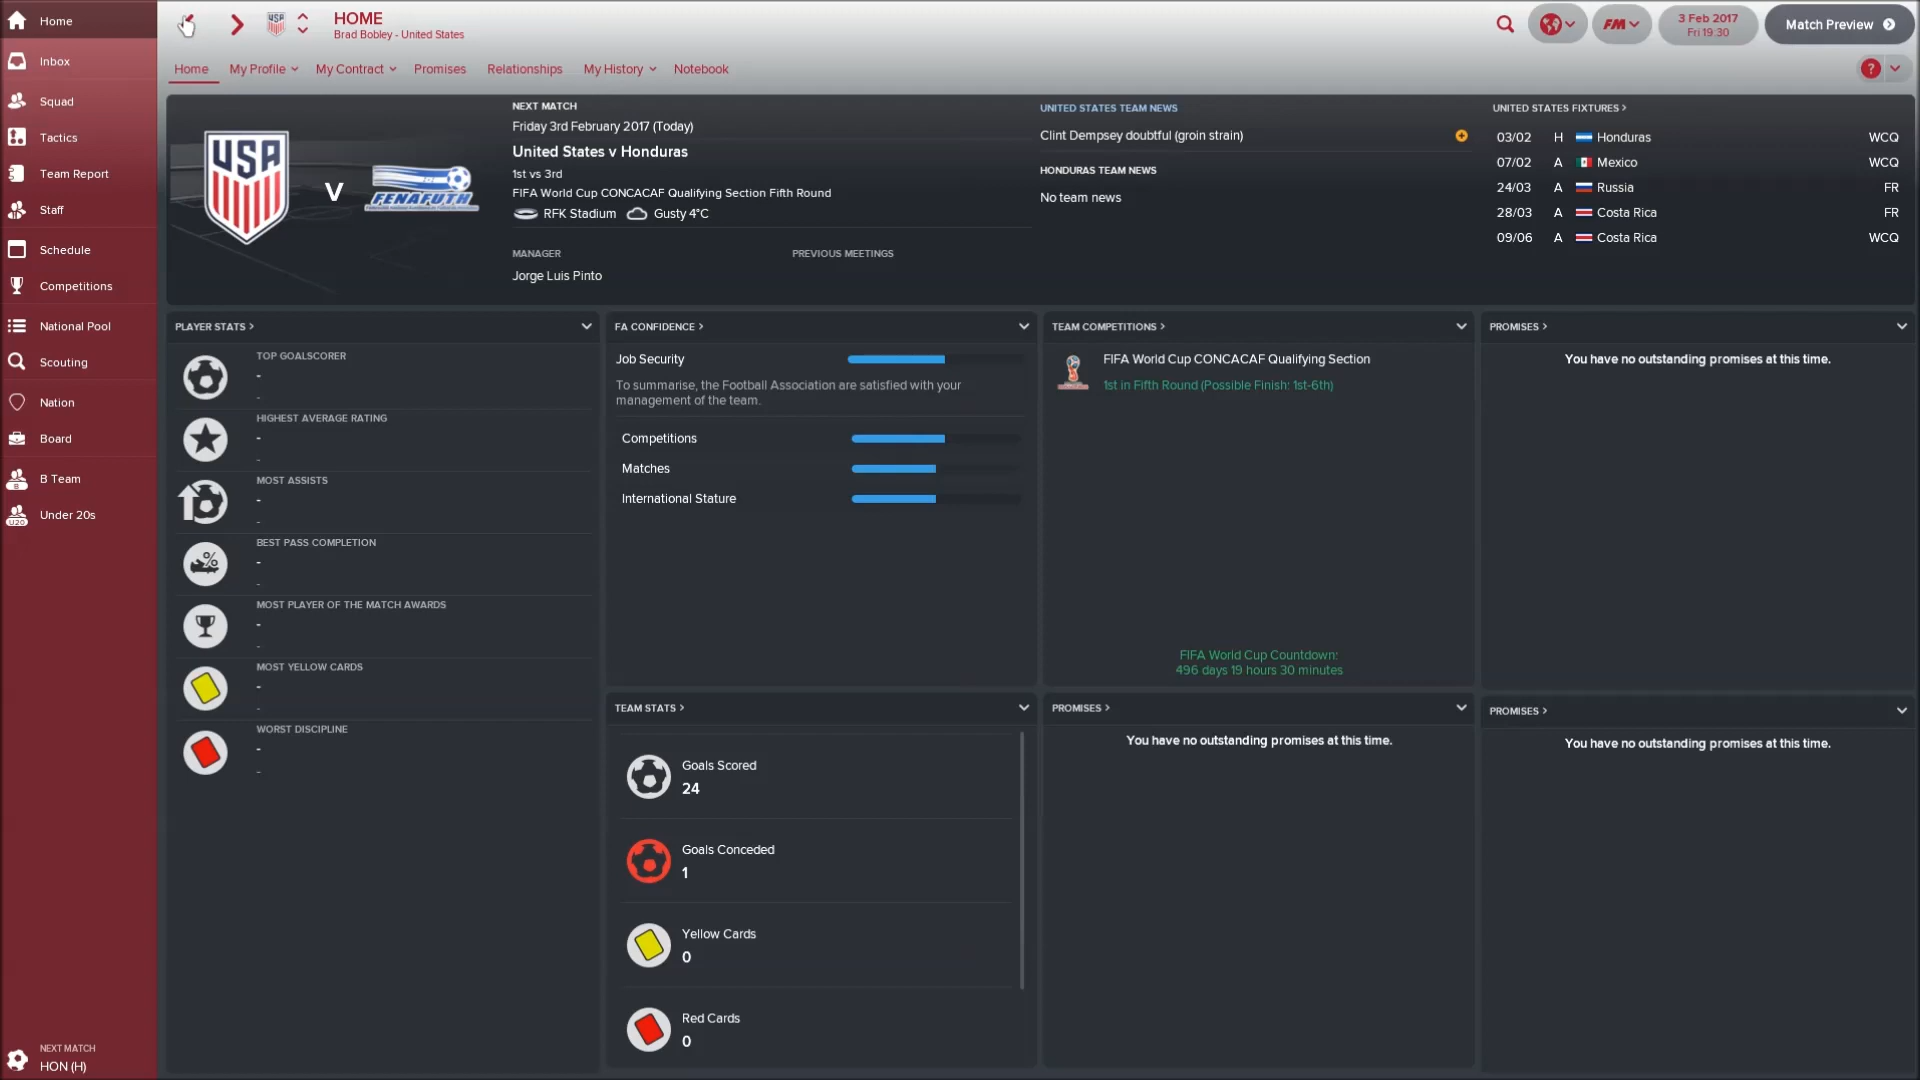 Home
Inbox
Squad
Tactics
Team Report
Staff
Schedule
Competitions
National Pool
Scouting
Nation
Board
B
B Team
U20
Under 20s
NEXT MATCH
HON (H)
USA
HOME
Brad Bobley - United States
FM
3 Feb 2017
Fri 19:30
Match Preview
Home
My Profile
My Contract
Promises
Relationships
My History
Notebook
?
USA
V
FENAFUTH
NEXT MATCH
Friday 3rd February 2017 (Today)
United States v Honduras
1st vs 3rd
FIFA World Cup CONCACAF Qualifying Section Fifth Round
RFK Stadium Gusty 4°C
MANAGER
Jorge Luis Pinto
PREVIOUS MEETINGS
UNITED STATES TEAM NEWS
Clint Dempsey doubtful (groin strain)
HONDURAS TEAM NEWS
No team news
UNITED STATES FIXTURES >
03/02 H Honduras WCQ
07/02 A Mexico WCQ
24/03 A Russia FR
28/03 A Costa Rica FR
09/06 A Costa Rica WCQ
PLAYER STATS >
TOP GOALSCORER
-
-
HIGHEST AVERAGE RATING
-
-
MOST ASSISTS
-
-
BEST PASS COMPLETION
%
-
-
MOST PLAYER OF THE MATCH AWARDS
-
-
MOST YELLOW CARDS
-
-
WORST DISCIPLINE
-
-
FA CONFIDENCE >
Job Security
To summarise, the Football Association are satisfied with your
management of the team.
Competitions
Matches
International Stature
TEAM STATS >
Goals Scored
24
Goals Conceded
1
Yellow Cards
0
Red Cards
0
TEAM COMPETITIONS >
FIFA World Cup CONCACAF Qualifying Section
1st in Fifth Round (Possible Finish: 1st-6th)
FIFA World Cup Countdown:
496 days 19 hours 30 minutes
PROMISES >
You have no outstanding promises at this time.
PROMISES >
You have no outstanding promises at this time.
PROMISES >
You have no outstanding promises at this time.